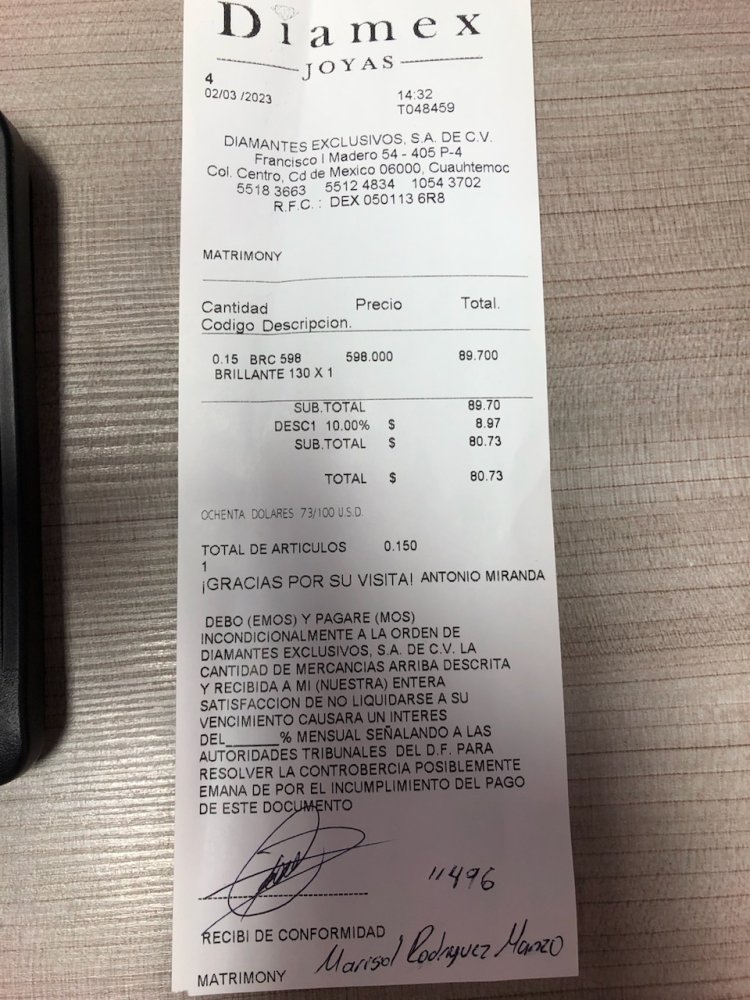 Diamex
JOYAS
4
02/03 /2023 14:32
T048459
DIAMANTES EXCLUSIVOS, S.A. DE C.V.
Francisco I Madero 54 - 405 P-4
Col. Centro, Cd de Mexico 06000, Cuauhtemoc
5518 3663 5512 4834 1054 3702
R.F.C. : DEX 050113 6R8
MATRIMONY
Cantidad Precio Total.
Codigo Descripcion.
0.15 BRC 598 598.000 89.700
BRILLANTE 130 X 1
SUB.TOTAL 89.70
DESC1 10.00% $ 8.97
SUB.TOTAL $ 80.73
TOTAL $ 80.73
OCHENTA DOLARES 73/100 U.S.D.
TOTAL DE ARTICULOS 0.150
1
¡GRACIAS POR SU VISITA! ANTONIO MIRANDA
DEBO (EMOS) Y PAGARE (MOS)
INCONDICIONALMENTE A LA ORDEN DE
DIAMANTES EXCLUSIVOS, S.A. DE C.V. LA
CANTIDAD DE MERCANCIAS ARRIBA DESCRITA
Y RECIBIDA A MI (NUESTRA) ENTERA
SATISFACCION DE NO LIQUIDARSE A SU
VENCIMIENTO CAUSARA UN INTERES
DEL______% MENSUAL SEÑALANDO A LAS
AUTORIDADES TRIBUNALES DEL D.F. PARA
RESOLVER LA CONTROBERCIA POSIBLEMENTE
EMANA DE POR EL INCUMPLIMIENTO DEL PAGO
DE ESTE DOCUMENTO
11496
RECIBI DE CONFORMIDAD
MATRIMONY Marisol Rodriguez Manzo